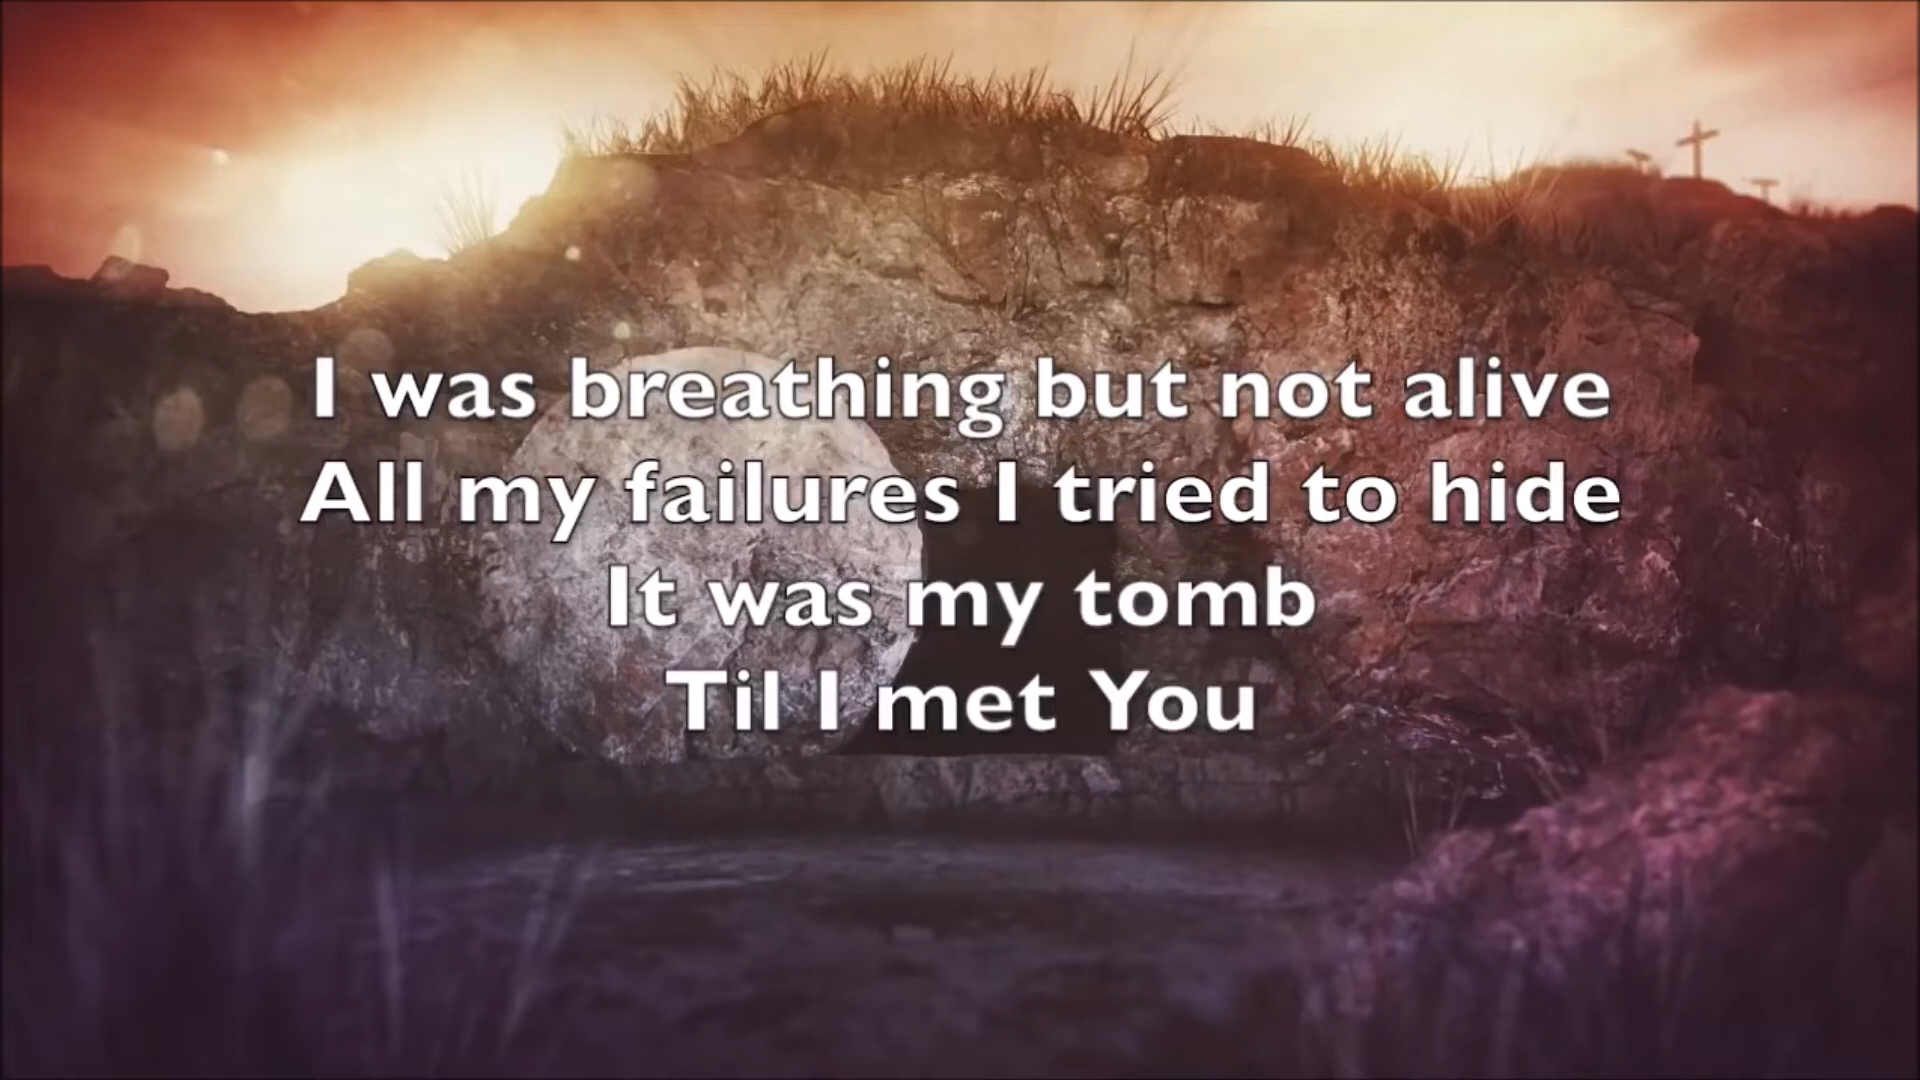 I was breathing but not alive
All my failures I tried to hide
It was my tomb
Til I met You